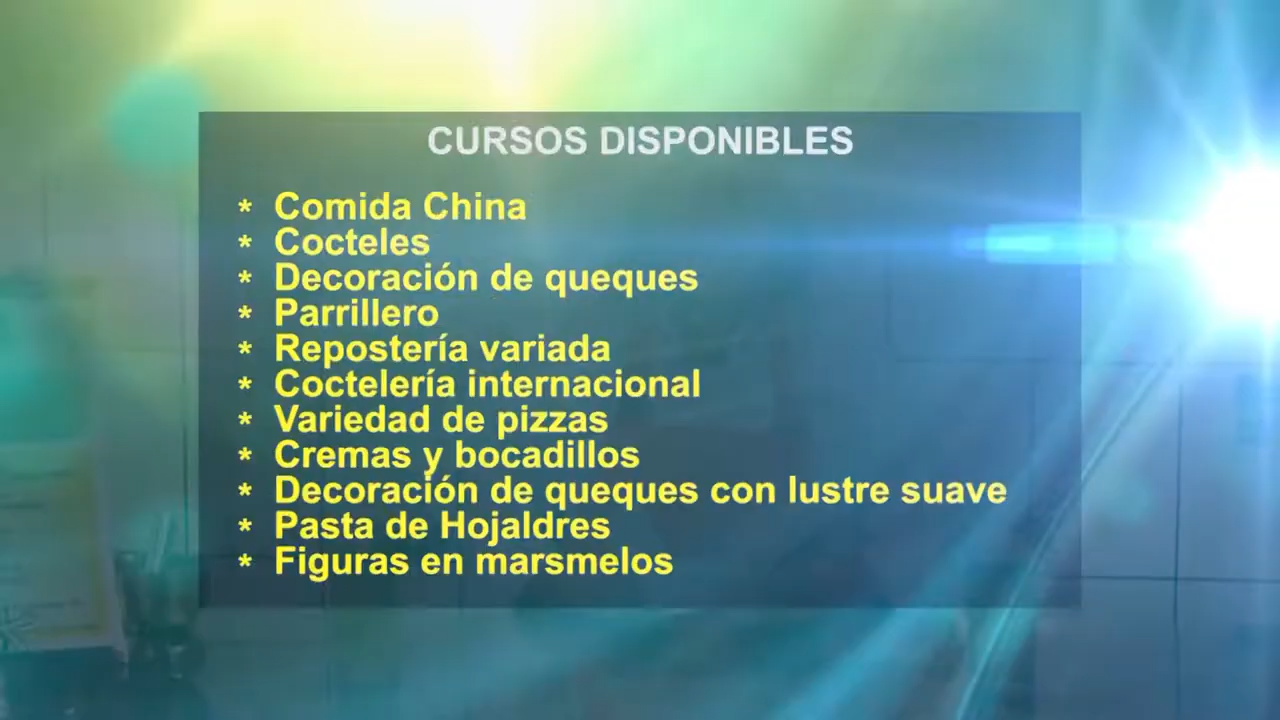 CURSOS DISPONIBLES
* Comida China
* Cocteles
* Decoración de queques
* Parrillero
* Repostería variada
* Coctelería internacional
* Variedad de pizzas
* Cremas y bocadillos
* Decoración de queques con lustre suave
* Pasta de Hojaldres
* Figuras en marsmelos